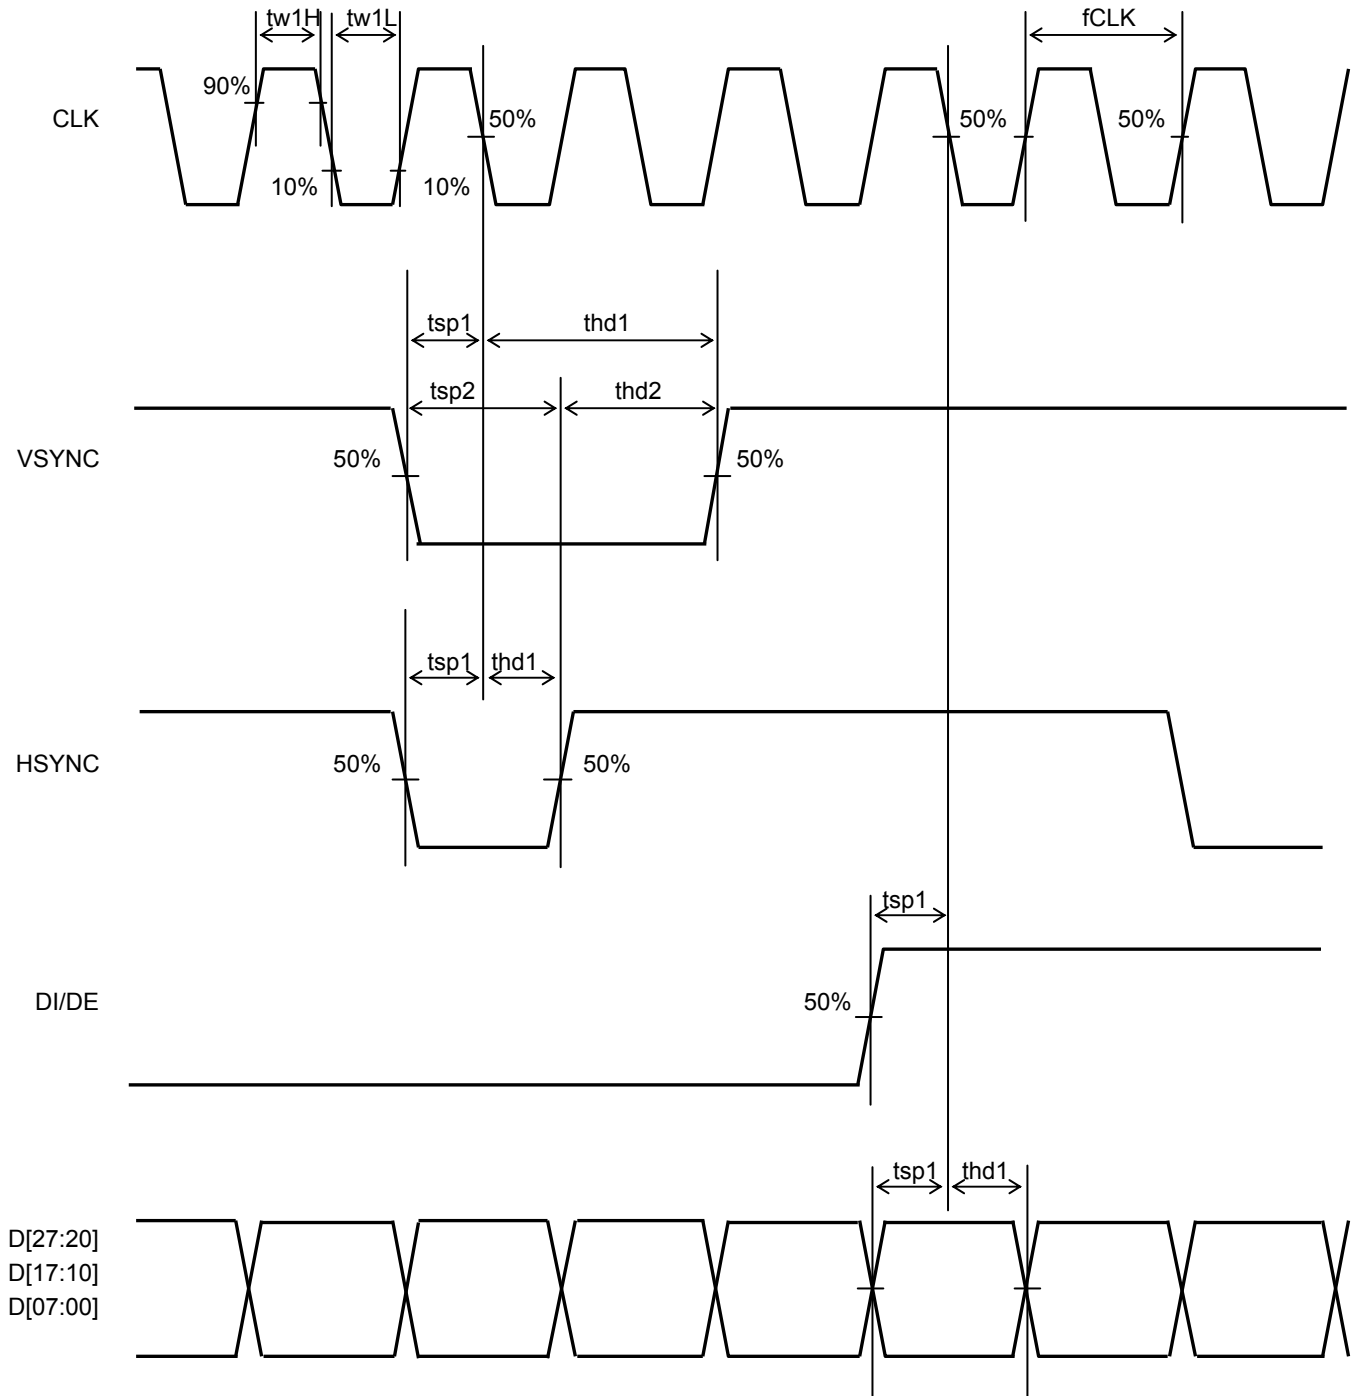 tw1H tw1L fCLK
90%
CLK 50% 50% 50%
10% 10%
tsp1 thd1
tsp2 thd2
VSYNC 50% 50%
tsp1 thd1
HSYNC 50% 50%
tsp1
DI/DE 50%
tsp1 thd1
D[27:20]
D[17:10]
D[07:00]